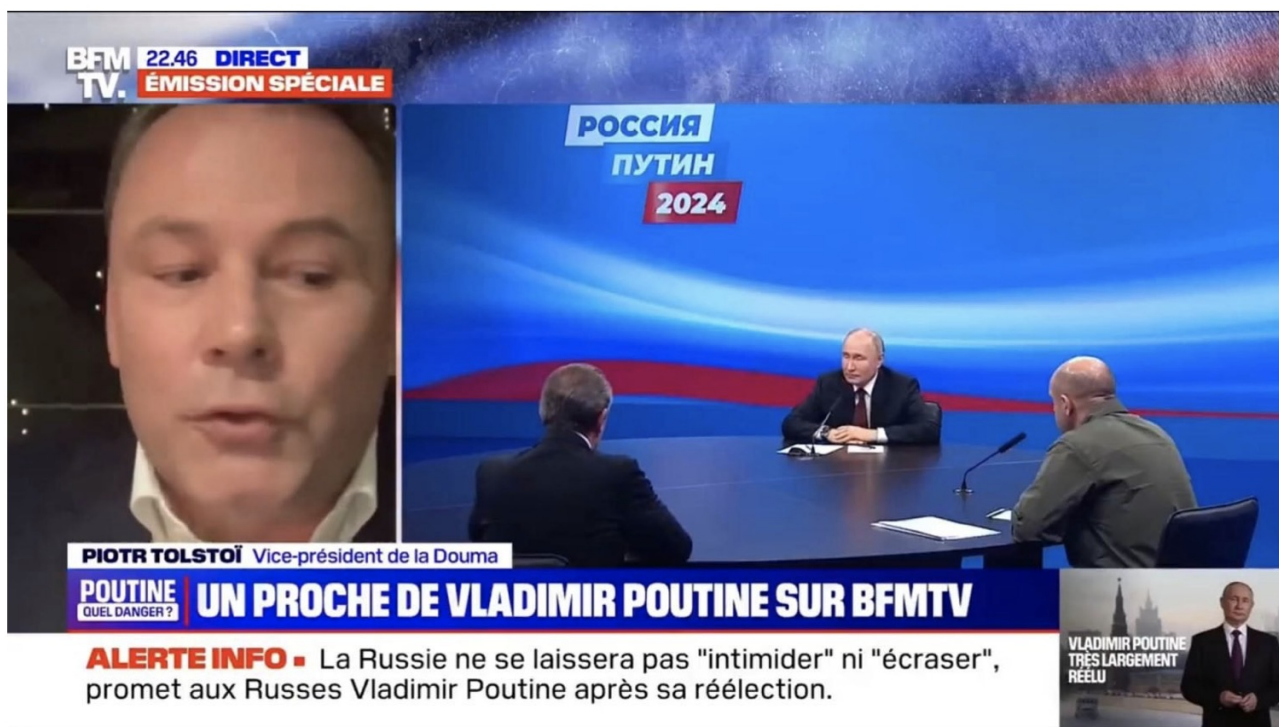 BFM
TV.
22.46 DIRECT
ÉMISSION SPÉCIALE
РОССИЯ
ПУТИН
2024
PIOTR TOLSTOÏ Vice-président de la Douma
POUTINE
QUEL DANGER ?
UN PROCHE DE VLADIMIR POUTINE SUR BFMTV
ALERTE INFO ▪ La Russie ne se laissera pas "intimider" ni "écraser",
promet aux Russes Vladimir Poutine après sa réélection.
VLADIMIR POUTINE
TRÈS LARGEMENT
RÉÉLU